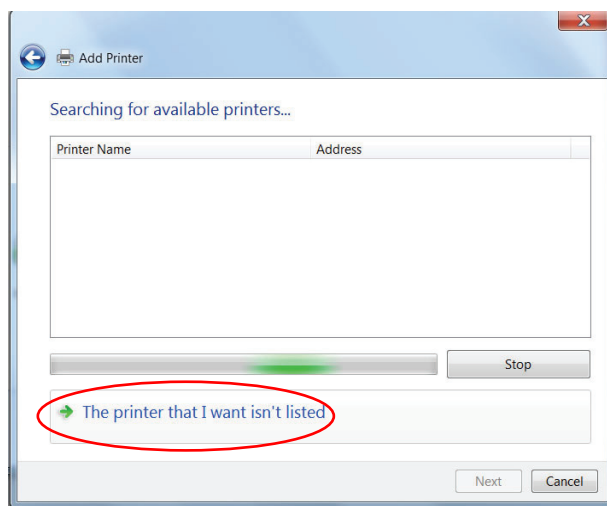 Add Printer
Searching for available printers...
Printer Name Address
Stop
The printer that I want isn't listed
Next Cancel